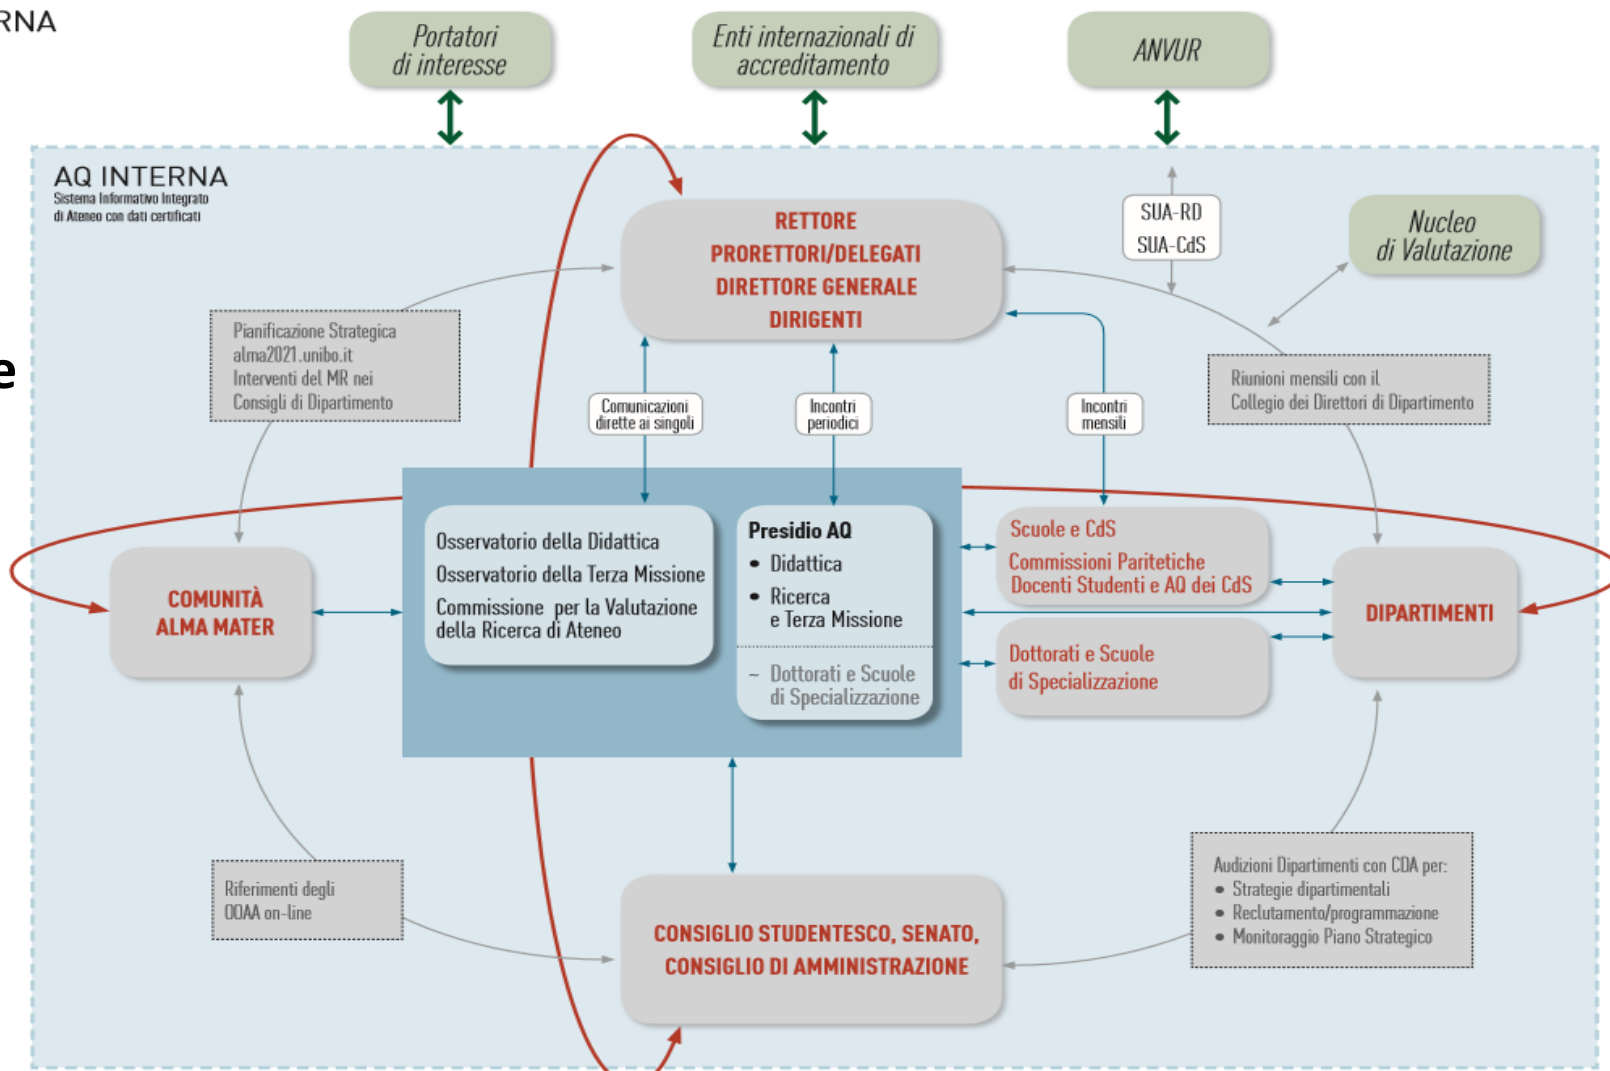 RNA
Portatori
di interesse
Enti internazionali di
accreditamento
ANVUR
AQ INTERNA
Sistema Informativo Integrato
di Ateneo con dati certificati
RETTORE
PRORETTORI/DELEGATI
DIRETTORE GENERALE
DIRIGENTI
SUA-RD
SUA-CdS
Nucleo
di Valutazione
Pianificazione Strategica
alma2021.unibo.it
Interventi del MR nei
Consigli di Dipartimento
e
Riunioni mensili con il
Collegio dei Direttori di Dipartimento
Comunicazioni
dirette ai singoli
Incontri
periodici
Incontri
mensili
Osservatorio della Didattica
Osservatorio della Terza Missione
Commissione per la Valutazione
della Ricerca di Ateneo
Presidio AQ
• Didattica
• Ricerca
e Terza Missione
~ Dottorati e Scuole
di Specializzazione
Scuole e CdS
Commissioni Paritetiche
Docenti Studenti e AQ dei CdS
Dottorati e Scuole
di Specializzazione
COMUNITÀ
ALMA MATER
DIPARTIMENTI
Riferimenti degli
OOAA on-line
CONSIGLIO STUDENTESCO, SENATO,
CONSIGLIO DI AMMINISTRAZIONE
Audizioni Dipartimenti con CDA per:
• Strategie dipartimentali
• Reclutamento/programmazione
• Monitoraggio Piano Strategico